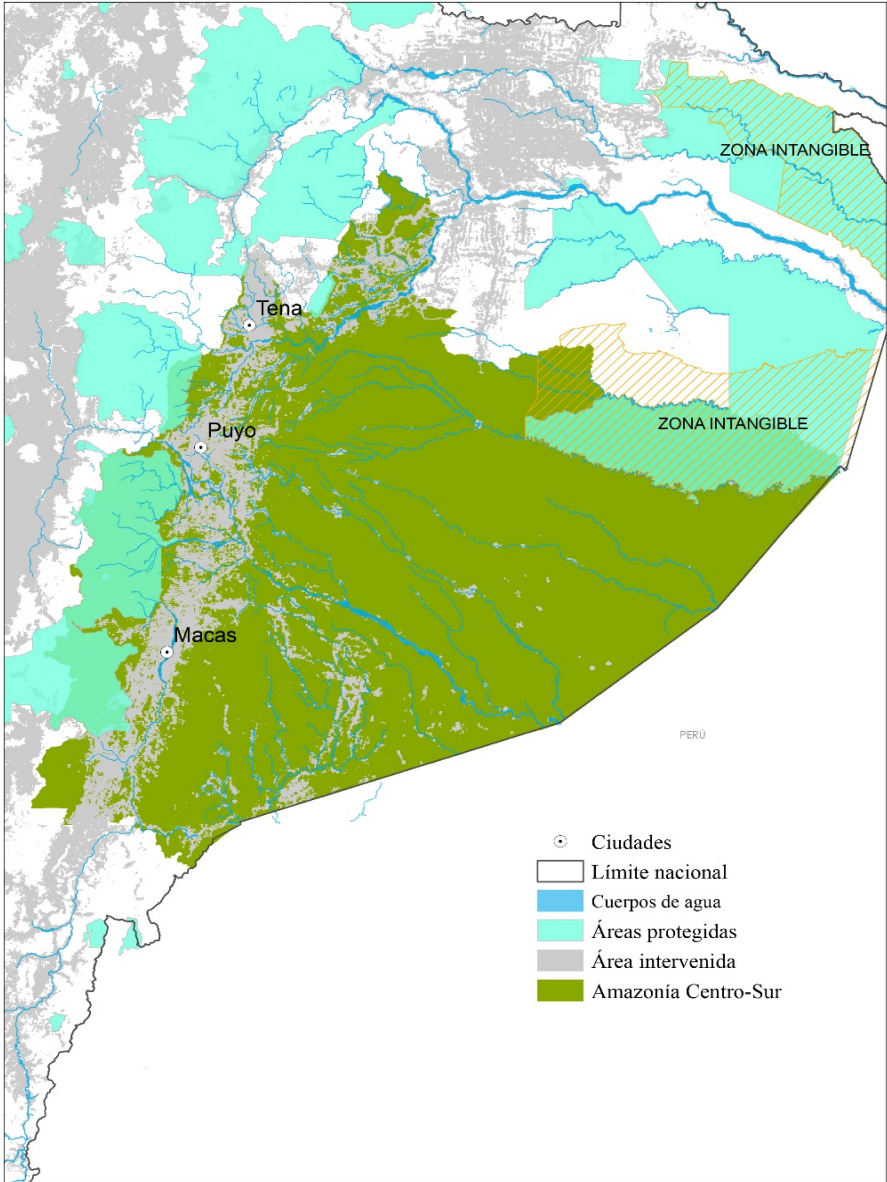 ZONA INTANGIBLE
Tena
ZONA INTANGIBLE
Puyo
Macas
PERÚ
Ciudades
Límite nacional
Cuerpos de agua
Áreas protegidas
Área intervenida
Amazonía Centro-Sur